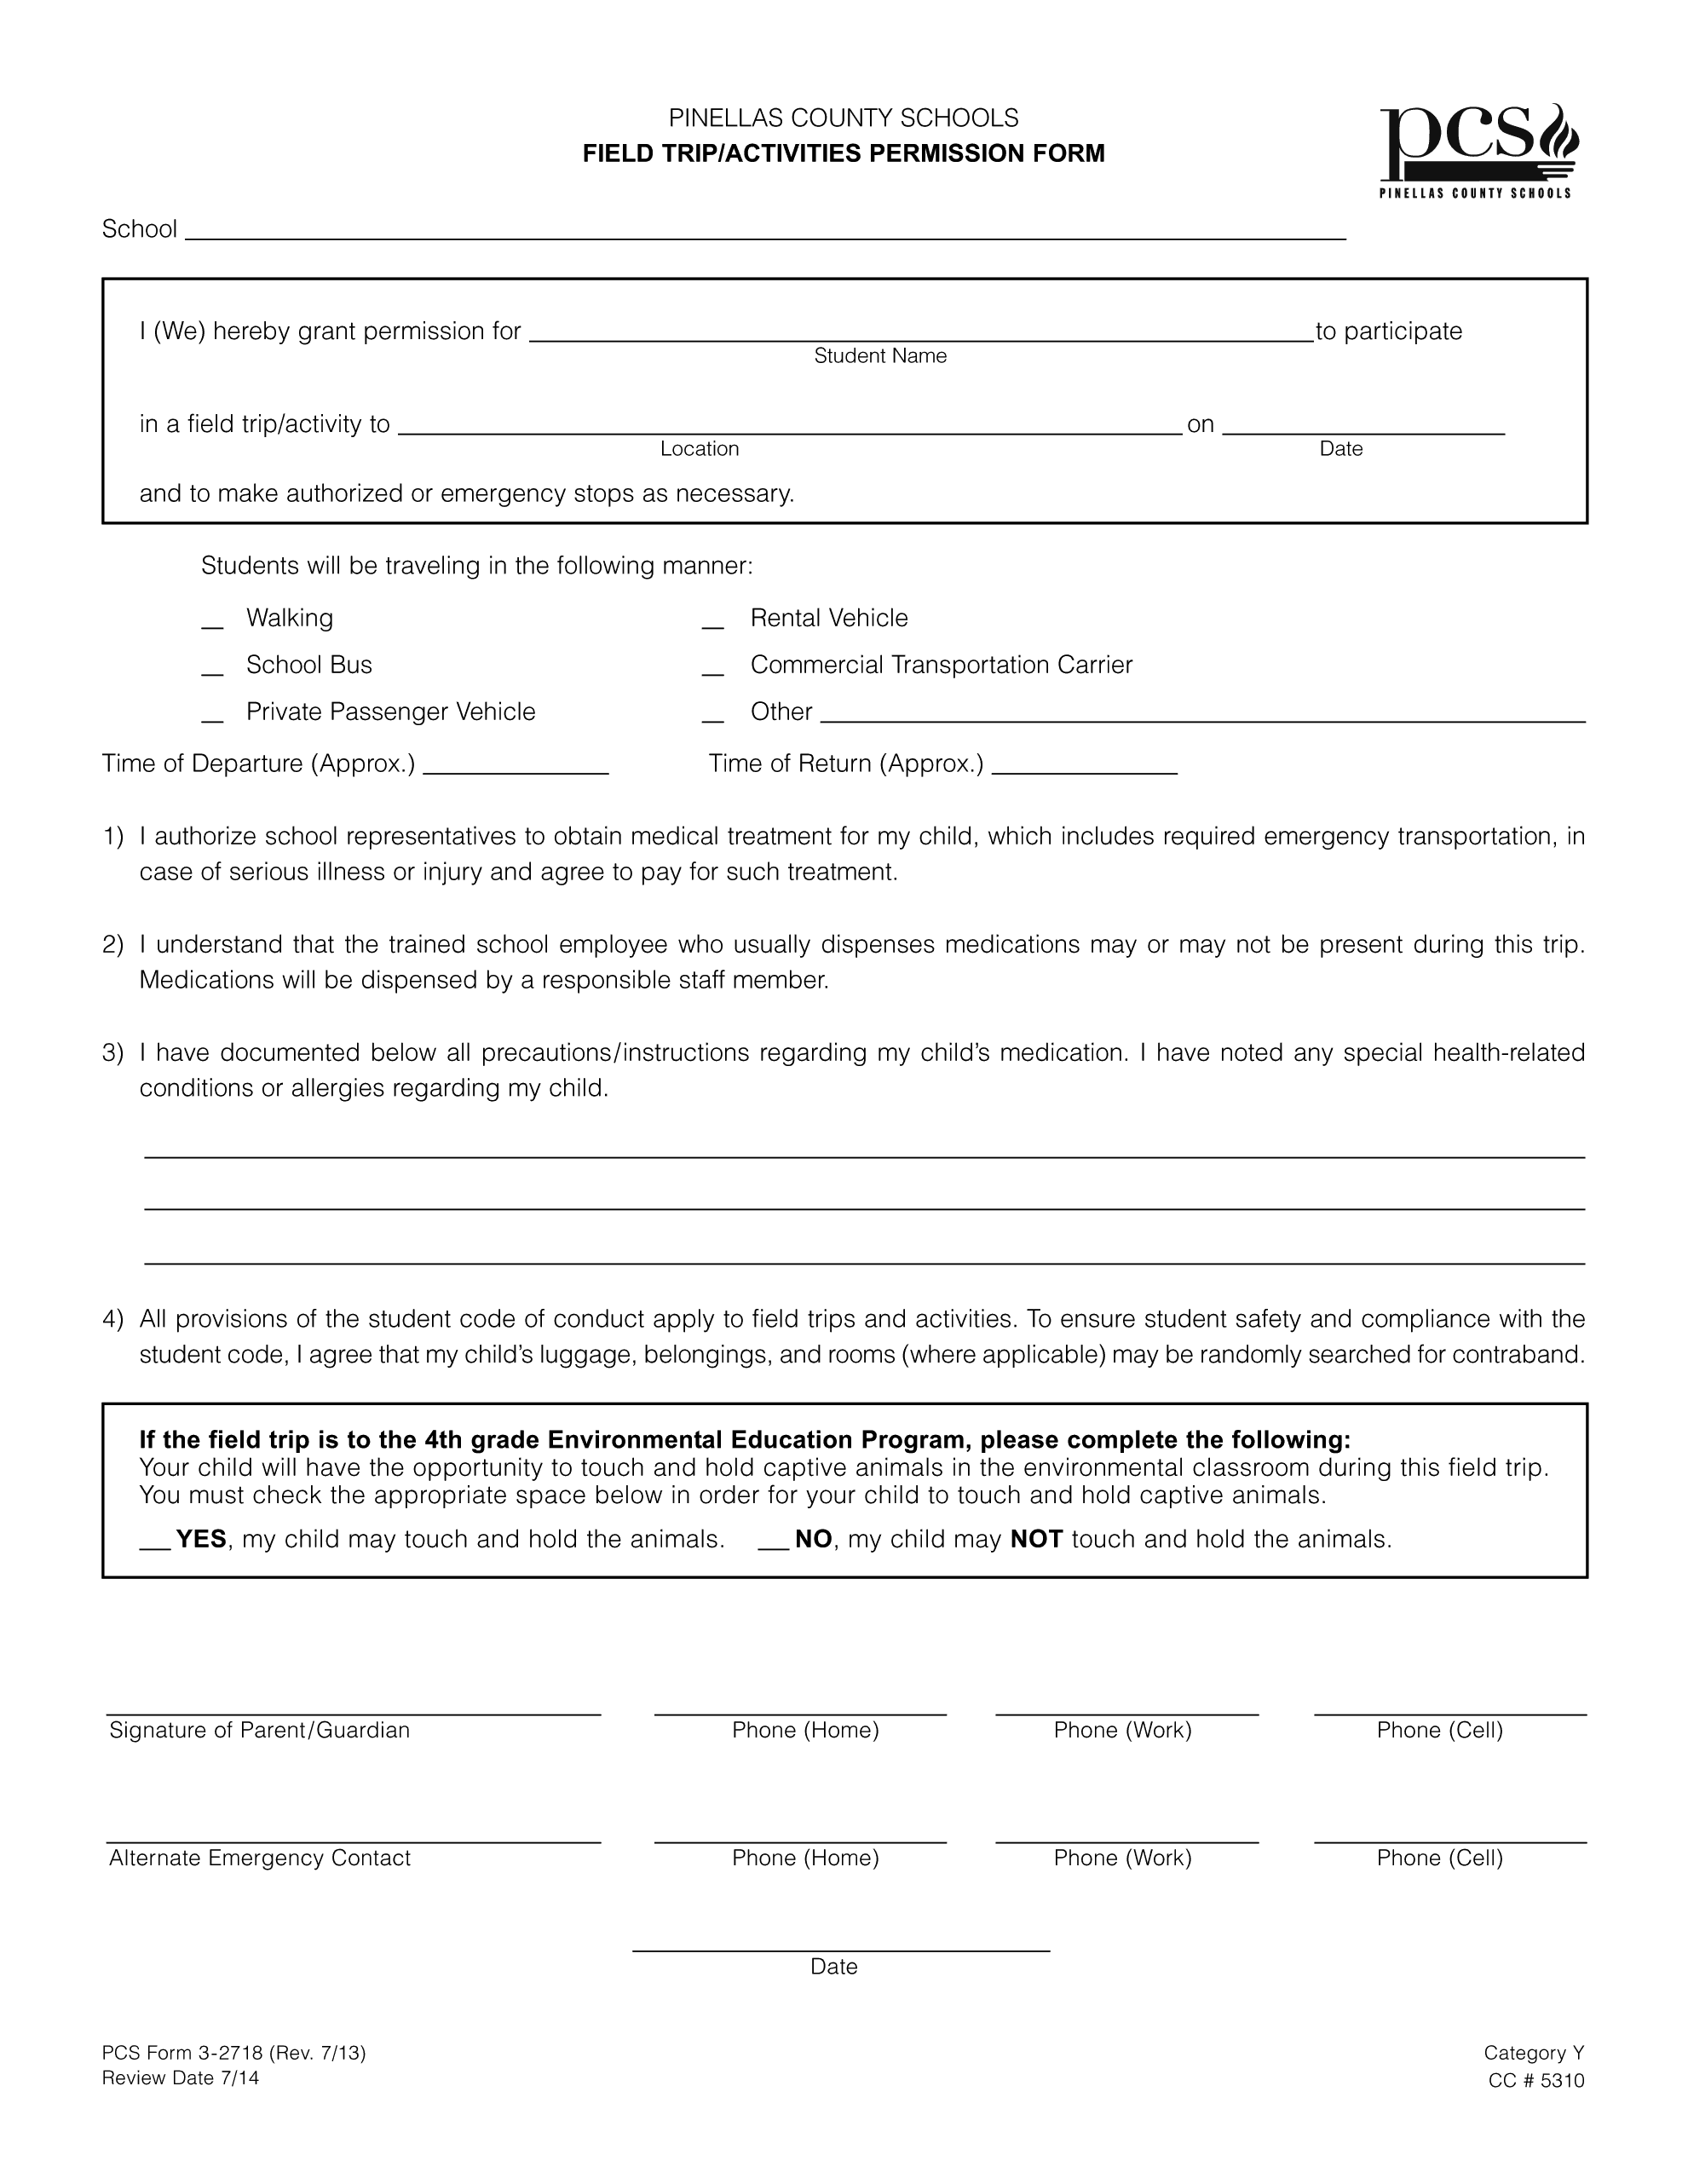 PINELLAS COUNTY SCHOOLS
FIELD TRIP/ACTIVITIES PERMISSION FORM
pcs
PINELLAS COUNTY SCHOOLS
School
I (We) hereby grant permission for to participate
Student Name
in a field trip/activity to on
Location Date
and to make authorized or emergency stops as necessary.
Students will be traveling in the following manner:
Walking Rental Vehicle
School Bus Commercial Transportation Carrier
Private Passenger Vehicle Other
Time of Departure (Approx.) Time of Return (Approx.)
1) I authorize school representatives to obtain medical treatment for my child, which includes required emergency transportation, in
case of serious illness or injury and agree to pay for such treatment.
2) I understand that the trained school employee who usually dispenses medications may or may not be present during this trip.
Medications will be dispensed by a responsible staff member.
3) I have documented below all precautions/instructions regarding my child’s medication. I have noted any special health-related
conditions or allergies regarding my child.
4) All provisions of the student code of conduct apply to field trips and activities. To ensure student safety and compliance with the
student code, I agree that my child’s luggage, belongings, and rooms (where applicable) may be randomly searched for contraband.
If the field trip is to the 4th grade Environmental Education Program, please complete the following:
Your child will have the opportunity to touch and hold captive animals in the environmental classroom during this field trip.
You must check the appropriate space below in order for your child to touch and hold captive animals.
YES, my child may touch and hold the animals. NO, my child may NOT touch and hold the animals.
Signature of Parent/Guardian Phone (Home) Phone (Work) Phone (Cell)
Alternate Emergency Contact Phone (Home) Phone (Work) Phone (Cell)
Date
PCS Form 3-2718 (Rev. 7/13) Category Y
Review Date 7/14 CC # 5310